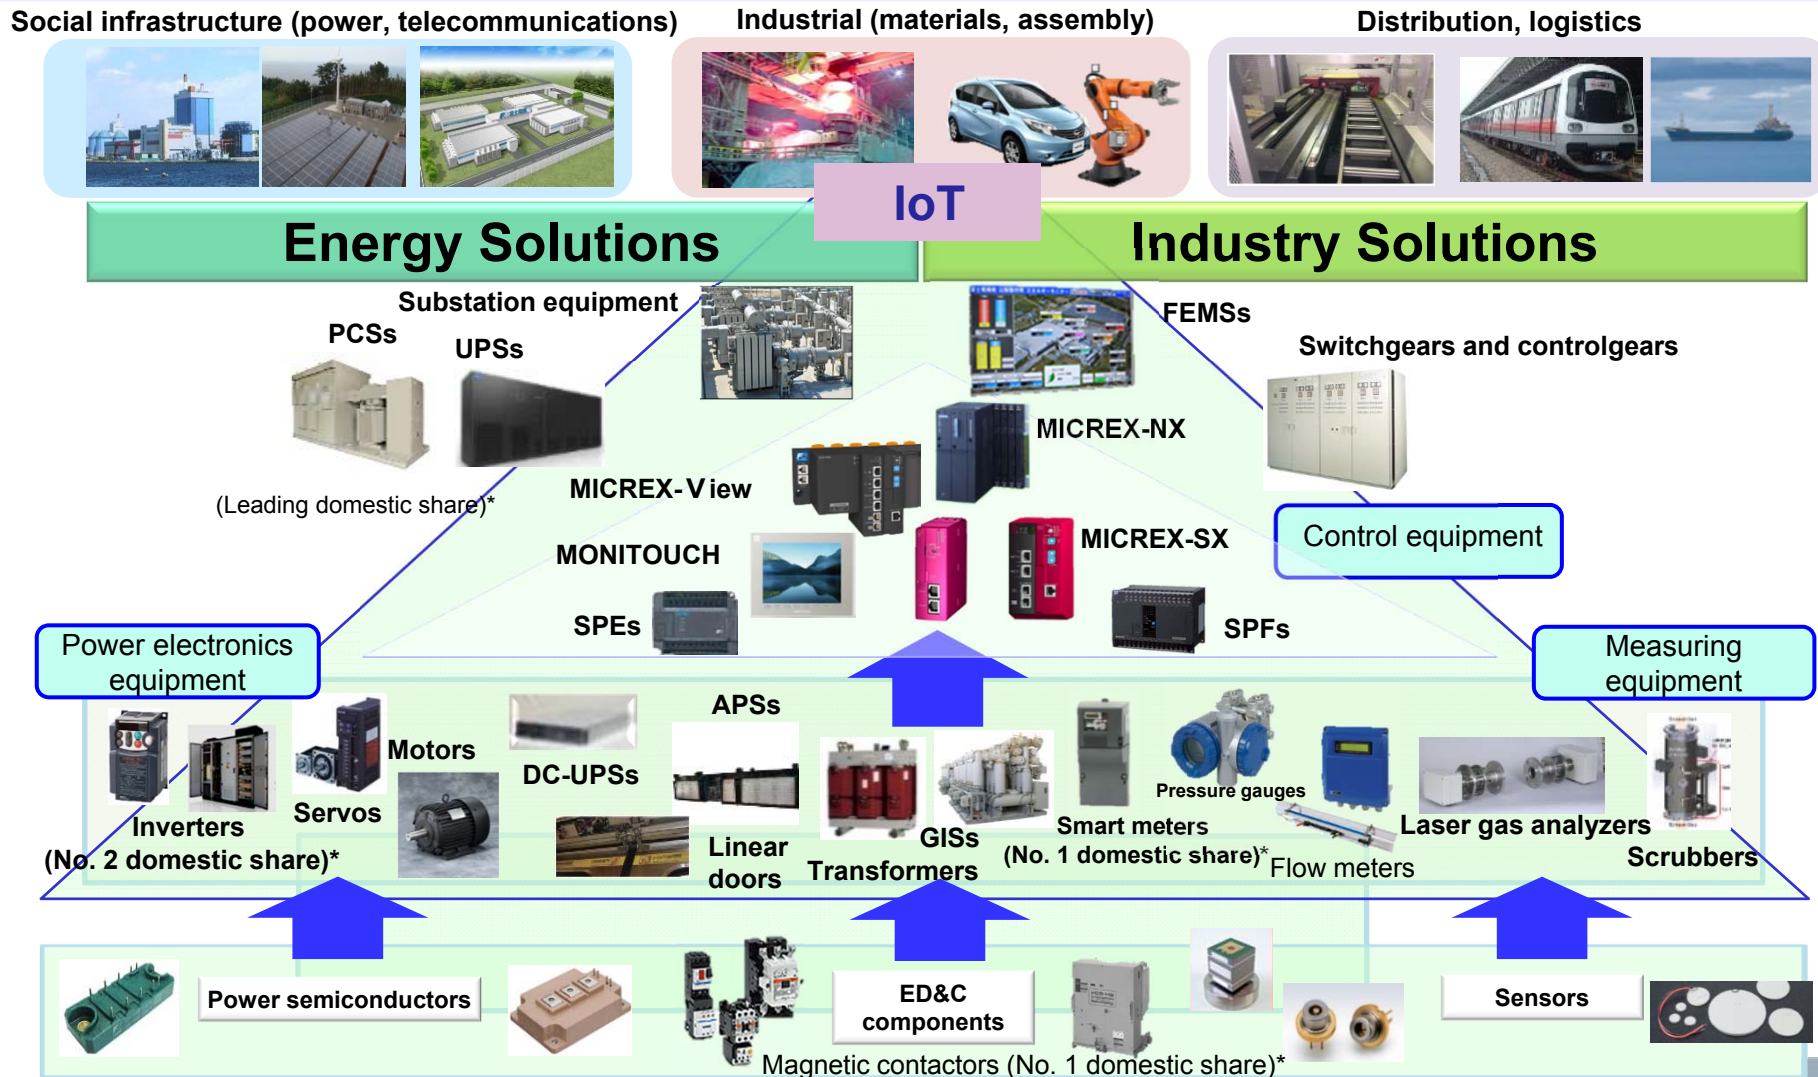 Social infrastructure (power, telecommunications)
Industrial (materials, assembly)
Distribution, logistics
IoT
Energy Solutions
Industry Solutions
Substation equipment
PCSs
UPSs
FEMSs
Switchgears and controlgears
MICREX-NX
MICREX-View
(Leading domestic share)*
MONITOUCH
MICREX-SX
Control equipment
SPEs
SPFs
Power electronics
equipment
Measuring
equipment
APSs
Motors
DC-UPSs
Servos
Pressure gauges
Inverters
(No. 2 domestic share)*
Linear
doors
GISs
Transformers
Smart meters
(No. 1 domestic share)*
Flow meters
Laser gas analyzers
Scrubbers
Power semiconductors
ED&C
components
Sensors
Magnetic contactors (No. 1 domestic share)*